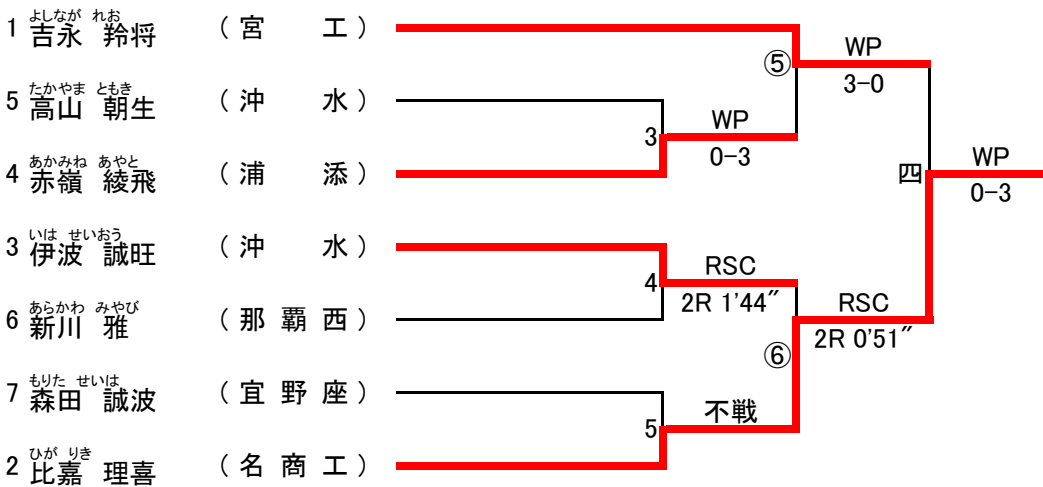 よしなが れお
1 吉永 羚将 (宮 工)
たかやま ともき
5 高山 朝生 (沖 水)
あかみね あやと
4 赤嶺 綾飛 (浦 添)
いは せいおう
3 伊波 誠旺 (沖 水)
あらかわ みやび
6 新川 雅 (那 覇 西)
もりた せいは
7 森田 誠波 (宜 野 座)
ひが りき
2 比嘉 理喜 (名 商 工)
3
WP
0-3
4
RSC
2R 1'44″
5
不戦
⑤
WP
3-0
⑥
RSC
2R 0'51″
四
WP
0-3